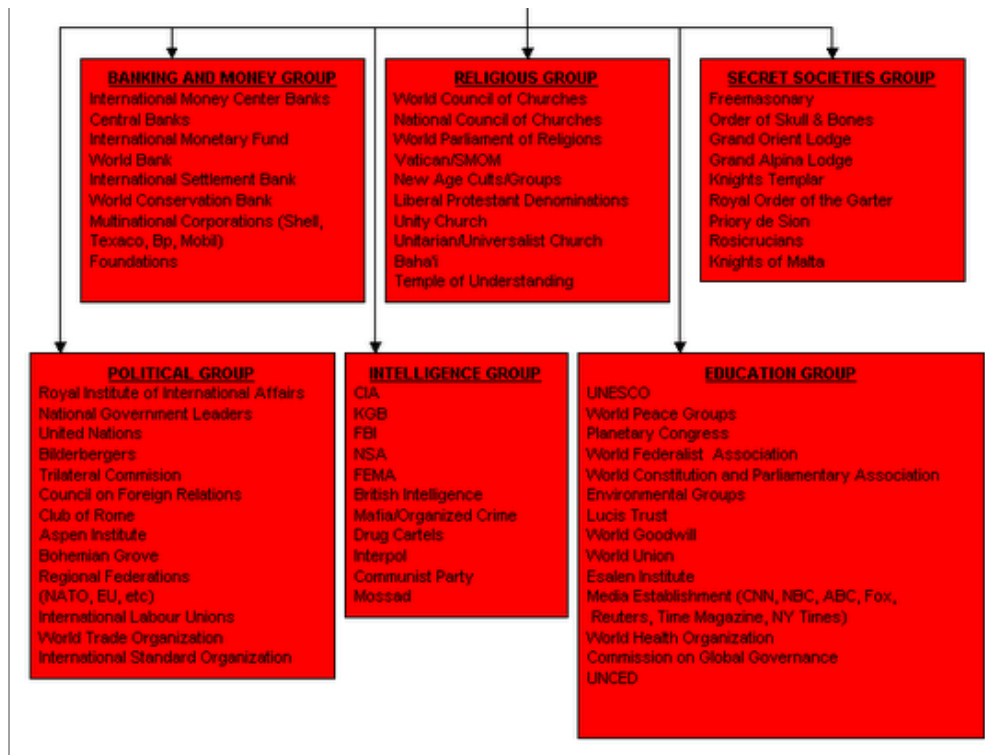 BANKING AND MONEY GROUP
International Money Center Banks
Central Banks
International Monetary Fund
World Bank
International Settlement Bank
World Conservation Bank
Multinational Corporations (Shell,
Texaco, Bp, Mobil)
Foundations
RELIGIOUS GROUP
World Council of Churches
National Council of Churches
World Parliament of Religions
Vatican/SMOM
New Age Cults/Groups
Liberal Protestant Denominations
Unity Church
Unitarian/Universalist Church
Baha'i
Temple of Understanding
SECRET SOCIETIES GROUP
Freemasonary
Order of Skull & Bones
Grand Orient Lodge
Grand Alpina Lodge
Knights Templar
Royal Order of the Garter
Priory de Sion
Rosicrucians
Knights of Malta
POLITICAL GROUP
Royal Institute of International Affairs
National Government Leaders
United Nations
Bilderbergers
Trilateral Commision
Council on Foreign Relations
Club of Rome
Aspen Institute
Bohemian Grove
Regional Federations
(NATO, EU, etc)
International Labour Unions
World Trade Organization
International Standard Organization
INTELLIGENCE GROUP
CIA
KGB
FBI
NSA
FEMA
British Intelligence
Mafia/Organized Crime
Drug Cartels
Interpol
Communist Party
Mossad
EDUCATION GROUP
UNESCO
World Peace Groups
Planetary Congress
World Federalist Association
World Constitution and Parliamentary Association
Environmental Groups
Lucis Trust
World Goodwill
World Union
Esalen Institute
Media Establishment (CNN, NBC, ABC, Fox,
Reuters, Time Magazine, NY Times)
World Health Organization
Commission on Global Governance
UNCED